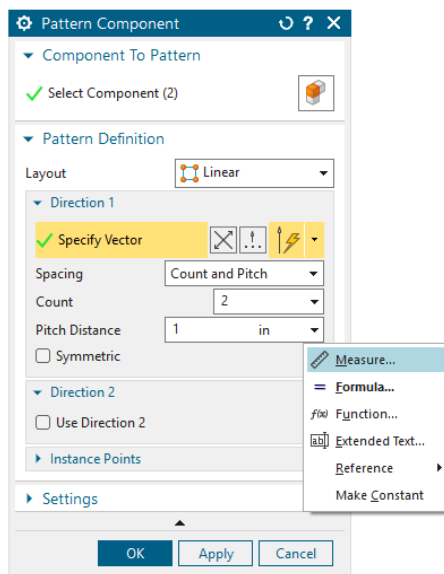 Pattern Component
Component To Pattern
Select Component (2)
Pattern Definition
Layout Linear
Direction 1
Specify Vector
Spacing Count and Pitch
Count 2
Pitch Distance 1 in
Symmetric
Measure...
Direction 2
= Formula...
Use Direction 2
f(x) Function...
ab Extended Text...
Instance Points
Reference
Settings
Make Constant
OK Apply Cancel